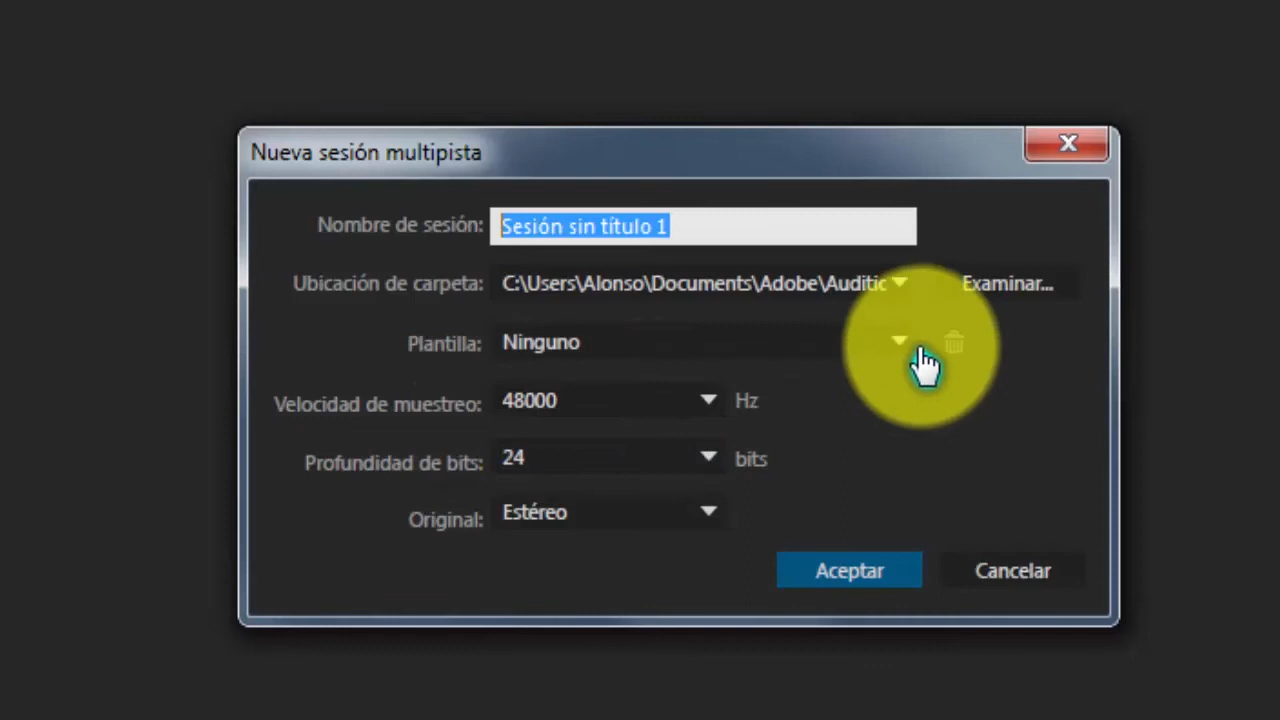 Nueva sesión multipista
Nombre de sesión: Sesión sin título 1
Ubicación de carpeta: C:\Users\Alonso\Documents\Adobe\Auditic Examinar...
Plantilla: Ninguno
Velocidad de muestreo: 48000 Hz
Profundidad de bits: 24 bits
Original: Estéreo
Aceptar Cancelar